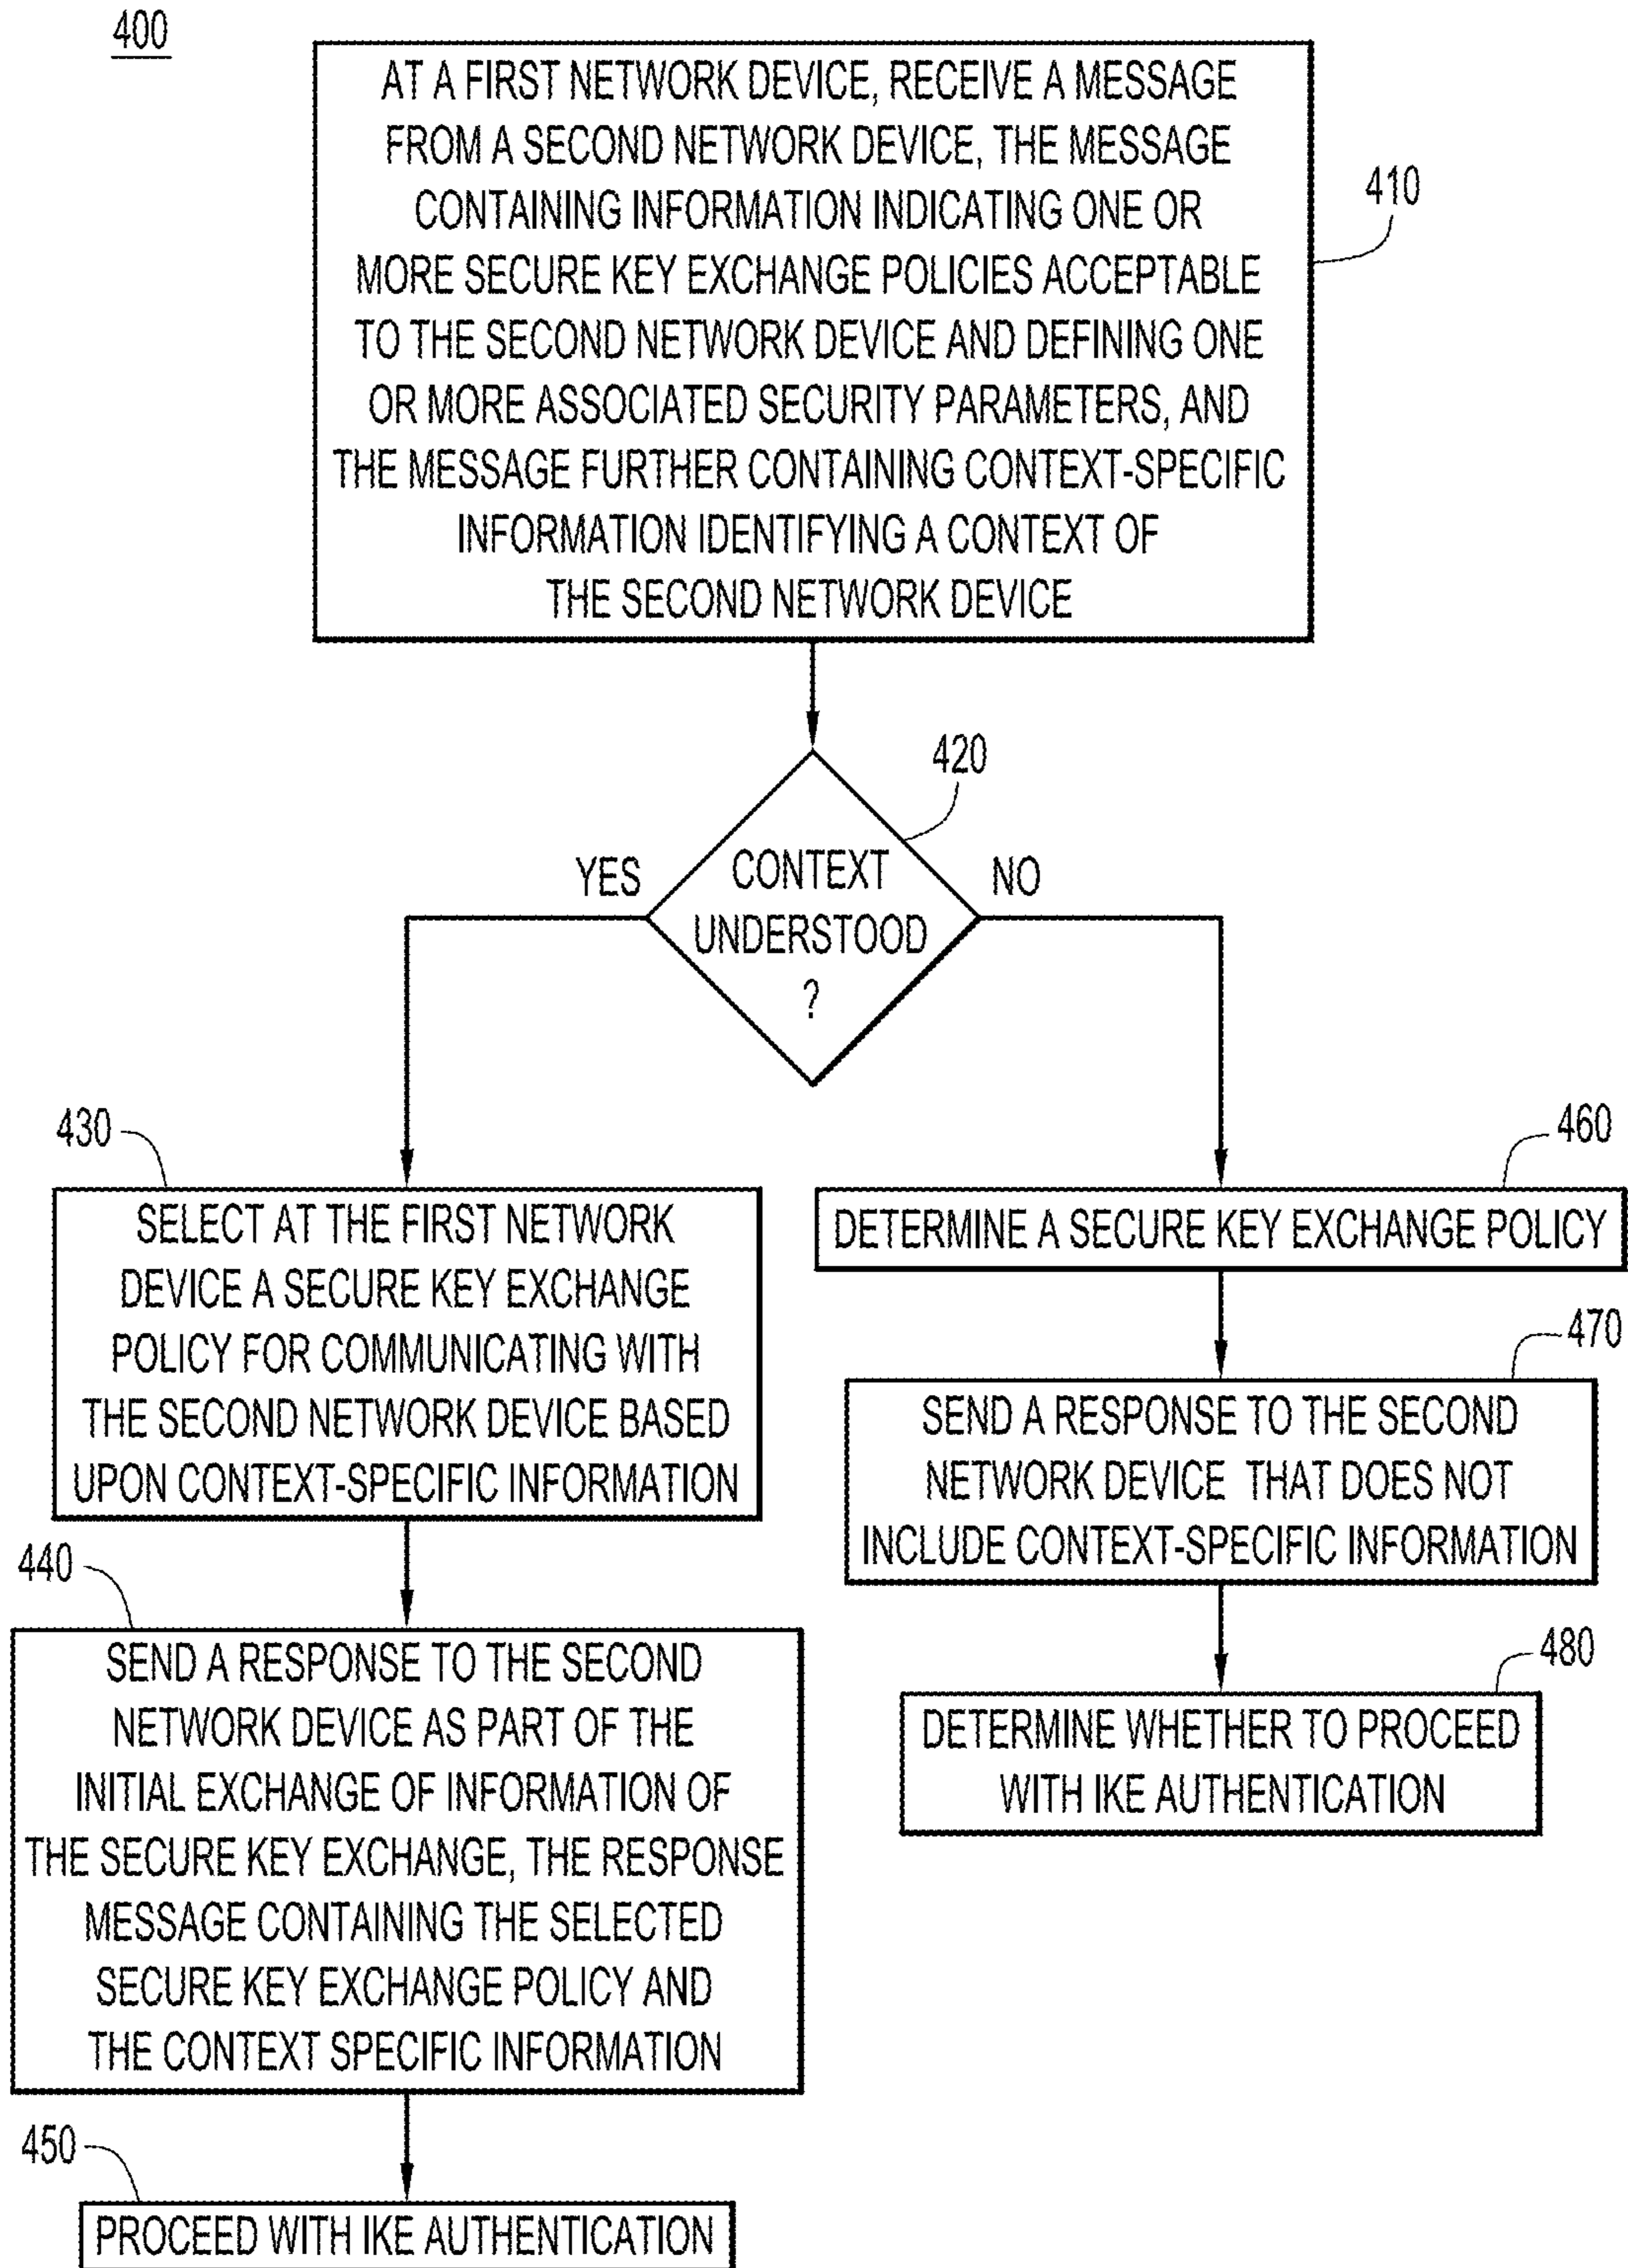 400
AT A FIRST NETWORK DEVICE, RECEIVE A MESSAGE
FROM A SECOND NETWORK DEVICE, THE MESSAGE
CONTAINING INFORMATION INDICATING ONE OR
MORE SECURE KEY EXCHANGE POLICIES ACCEPTABLE
TO THE SECOND NETWORK DEVICE AND DEFINING ONE
OR MORE ASSOCIATED SECURITY PARAMETERS, AND
THE MESSAGE FURTHER CONTAINING CONTEXT-SPECIFIC
INFORMATION IDENTIFYING A CONTEXT OF
THE SECOND NETWORK DEVICE
410
420
YES
CONTEXT
UNDERSTOOD
?
NO
430
SELECT AT THE FIRST NETWORK
DEVICE A SECURE KEY EXCHANGE
POLICY FOR COMMUNICATING WITH
THE SECOND NETWORK DEVICE BASED
UPON CONTEXT-SPECIFIC INFORMATION
440
SEND A RESPONSE TO THE SECOND
NETWORK DEVICE AS PART OF THE
INITIAL EXCHANGE OF INFORMATION OF
THE SECURE KEY EXCHANGE, THE RESPONSE
MESSAGE CONTAINING THE SELECTED
SECURE KEY EXCHANGE POLICY AND
THE CONTEXT SPECIFIC INFORMATION
450
PROCEED WITH IKE AUTHENTICATION
460
DETERMINE A SECURE KEY EXCHANGE POLICY
470
SEND A RESPONSE TO THE SECOND
NETWORK DEVICE THAT DOES NOT
INCLUDE CONTEXT-SPECIFIC INFORMATION
480
DETERMINE WHETHER TO PROCEED
WITH IKE AUTHENTICATION